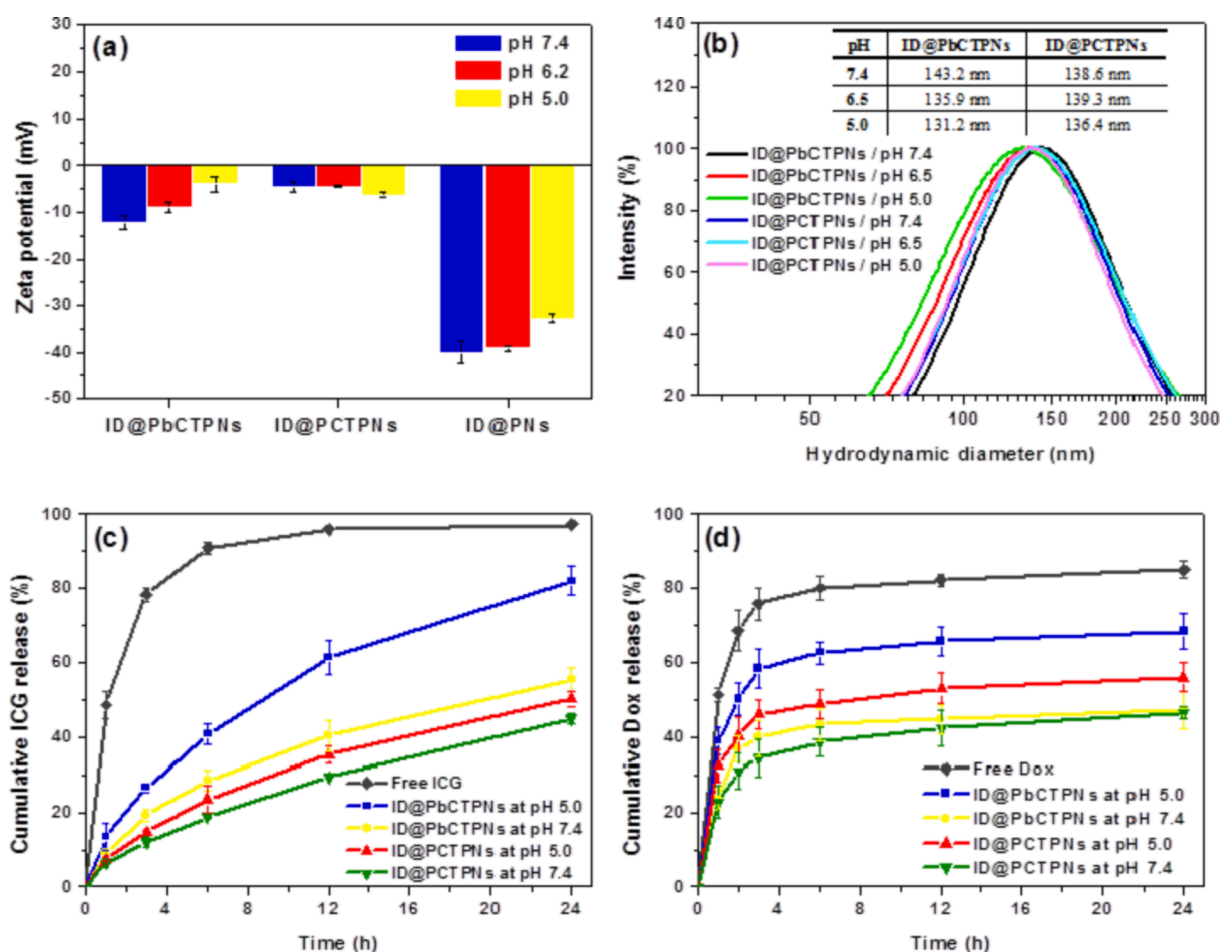 (a)
pH 7.4
pH 6.2
pH 5.0
30
20
10
0
-10
-20
-30
-40
-50
Zeta potential (mV)
ID@PbCTPNs ID@PCTPNs ID@PNs
(b)
pH ID@PbCTPNs ID@PCTPNs
7.4 143.2 nm 138.6 nm
6.5 135.9 nm 139.3 nm
5.0 131.2 nm 136.4 nm
ID@PbCTPNs / pH 7.4
ID@PbCTPNs / pH 6.5
ID@PbCTPNs / pH 5.0
ID@PCTPNs / pH 7.4
ID@PCTPNs / pH 6.5
ID@PCTPNs / pH 5.0
140
120
100
80
60
40
20
Intensity (%)
50 100 150 200 250 300
Hydrodynamic diameter (nm)
(c)
100
80
60
40
20
0
Cumulative ICG release (%)
Free ICG
ID@PbCTPNs at pH 5.0
ID@PbCTPNs at pH 7.4
ID@PCTPNs at pH 5.0
ID@PCTPNs at pH 7.4
0 4 8 12 16 20 24
Time (h)
(d)
100
80
60
40
20
0
Cumulative Dox release (%)
Free Dox
ID@PbCTPNs at pH 5.0
ID@PbCTPNs at pH 7.4
ID@PCTPNs at pH 5.0
ID@PCTPNs at pH 7.4
0 4 8 12 16 20 24
Time (h)